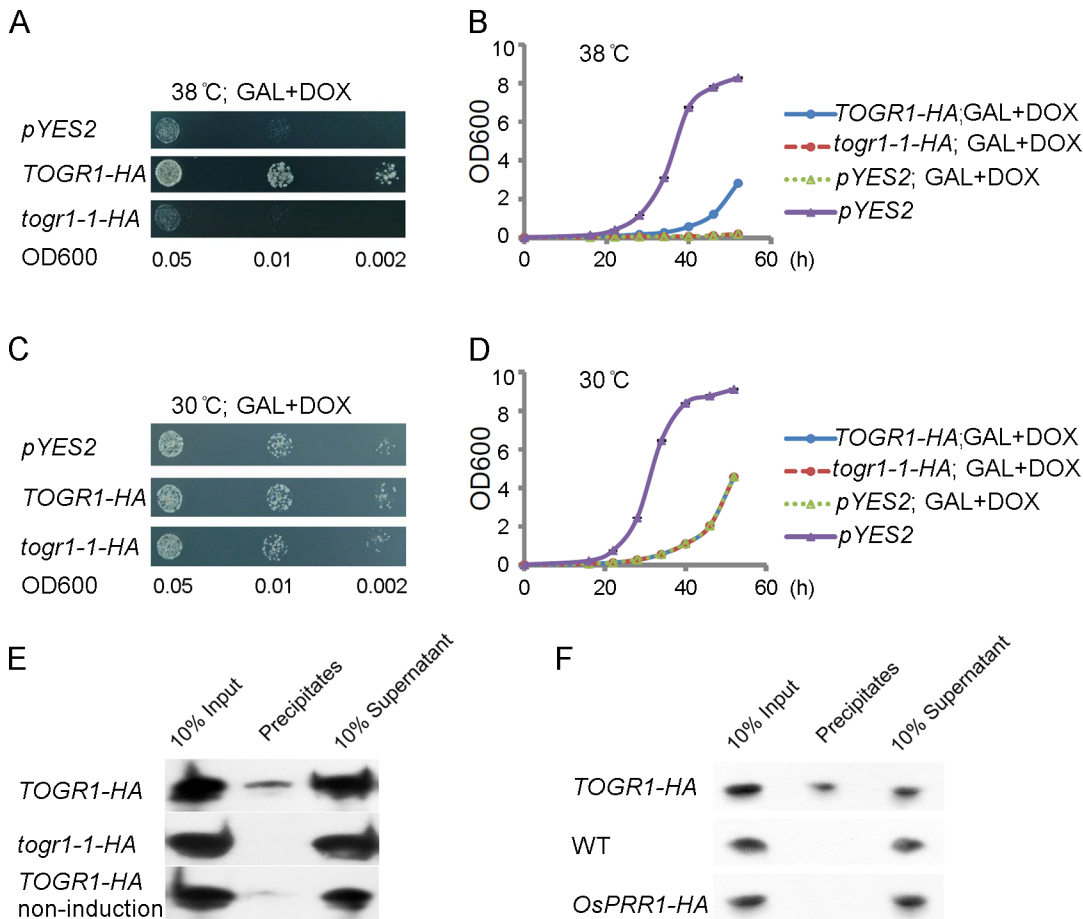 A
38 ℃; GAL+DOX
pYES2
TOGR1-HA
togr1-1-HA
OD600 0.05 0.01 0.002
B
38 ℃
OD600
10
8
6
4
2
0
0 20 40 60 (h)
TOGR1-HA;GAL+DOX
togr1-1-HA; GAL+DOX
pYES2; GAL+DOX
pYES2
C
30 ℃; GAL+DOX
pYES2
TOGR1-HA
togr1-1-HA
OD600 0.05 0.01 0.002
D
30 ℃
OD600
10
8
6
4
2
0
0 20 40 60 (h)
TOGR1-HA;GAL+DOX
togr1-1-HA; GAL+DOX
pYES2; GAL+DOX
pYES2
E
10% Input
Precipitates
10% Supernatant
TOGR1-HA
togr1-1-HA
TOGR1-HA
non-induction
F
10% Input
Precipitates
10% Supernatant
TOGR1-HA
WT
OsPRR1-HA